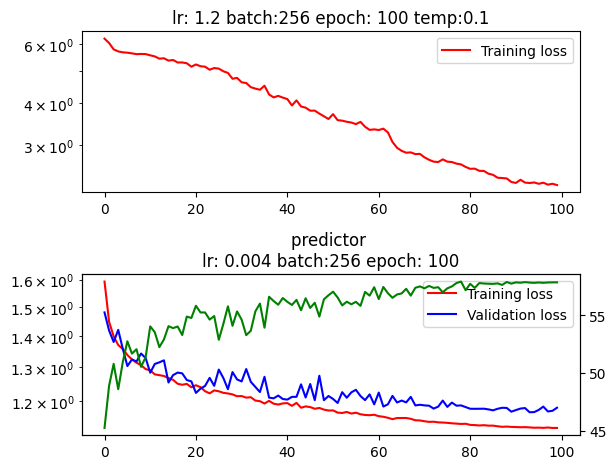 lr: 1.2 batch:256 epoch: 100 temp:0.1
6 × 10⁰
4 × 10⁰
3 × 10⁰
Training loss
0 20 40 60 80 100
predictor
lr: 0.004 batch:256 epoch: 100
1.6 × 10⁰
1.5 × 10⁰
1.4 × 10⁰
1.3 × 10⁰
1.2 × 10⁰
Training loss
Validation loss
55
50
45
0 20 40 60 80 100